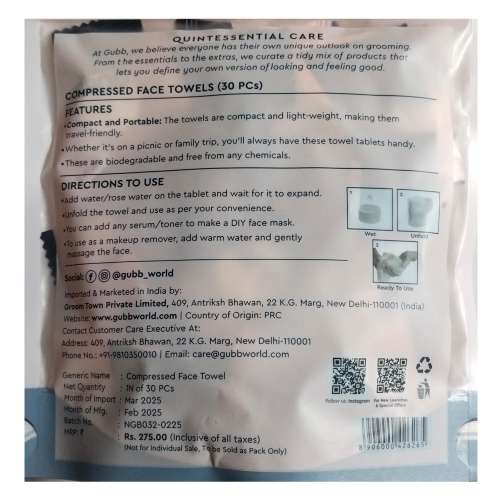 QUINTESSENTIAL CARE
At Gubb, we believe everyone has their own unique outlook on grooming.
From the essentials to the extras, we curate a tidy mix of products that
lets you define your own version of looking and feeling good.
COMPRESSED FACE TOWELS (30 PCs)
FEATURES
•Compact and Portable: The towels are compact and light-weight, making them
travel-friendly.
•Whether it's on a picnic or family trip, you'll always have these towel tablets handy.
•These are biodegradable and free from any chemicals.
DIRECTIONS TO USE
•Add water/rose water on the tablet and wait for it to expand.
•Unfold the towel and use as per your convenience.
•You can add any serum/toner to make a DIY face mask.
•To use as a makeup remover, add warm water and gently
massage the face.
1
2
Wet
Unfold
3
Ready To Use
Social: @gubb_world
Imported & Marketed in India by:
Groom Town Private Limited, 409, Antriksh Bhawan, 22 K.G. Marg, New Delhi-110001 (India)
Website: www.gubbworld.com | Country of Origin: PRC
Contact Customer Care Executive At:
Address: 409, Antriksh Bhawan, 22 K.G. Marg, New Delhi-110001
Phone No.: +91-9810350010 | Email: care@gubbworld.com
Generic Name : Compressed Face Towel
Net Quantity : 1N of 30 PCs
Month of Import : Mar 2025
Month of Mfg. : Feb 2025
Batch No. : NGB032-0225
MRP: ₹ : Rs. 275.00 (Inclusive of all taxes)
(Not for Individual Sale, To be Sold as Pack Only)
Follow us: Instagram
For New Launches
& Special Offers
8906000426265